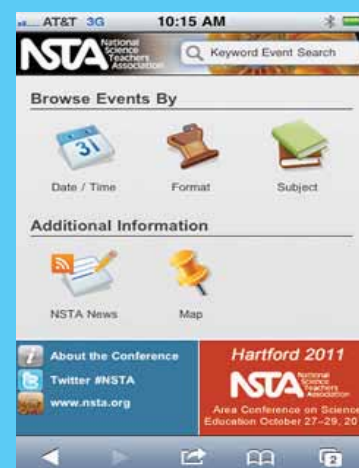 AT&T 3G 10:15 AM
NSTA National
Science
Teachers
Association
Keyword Event Search
Browse Events By
31
Date / Time Format Subject
Additional Information
NSTA News Map
About the Conference
Twitter #NSTA
www.nsta.org
Hartford 2011
NSTA National
Science
Teachers
Association
Area Conference on Science
Education October 27–29, 20
2